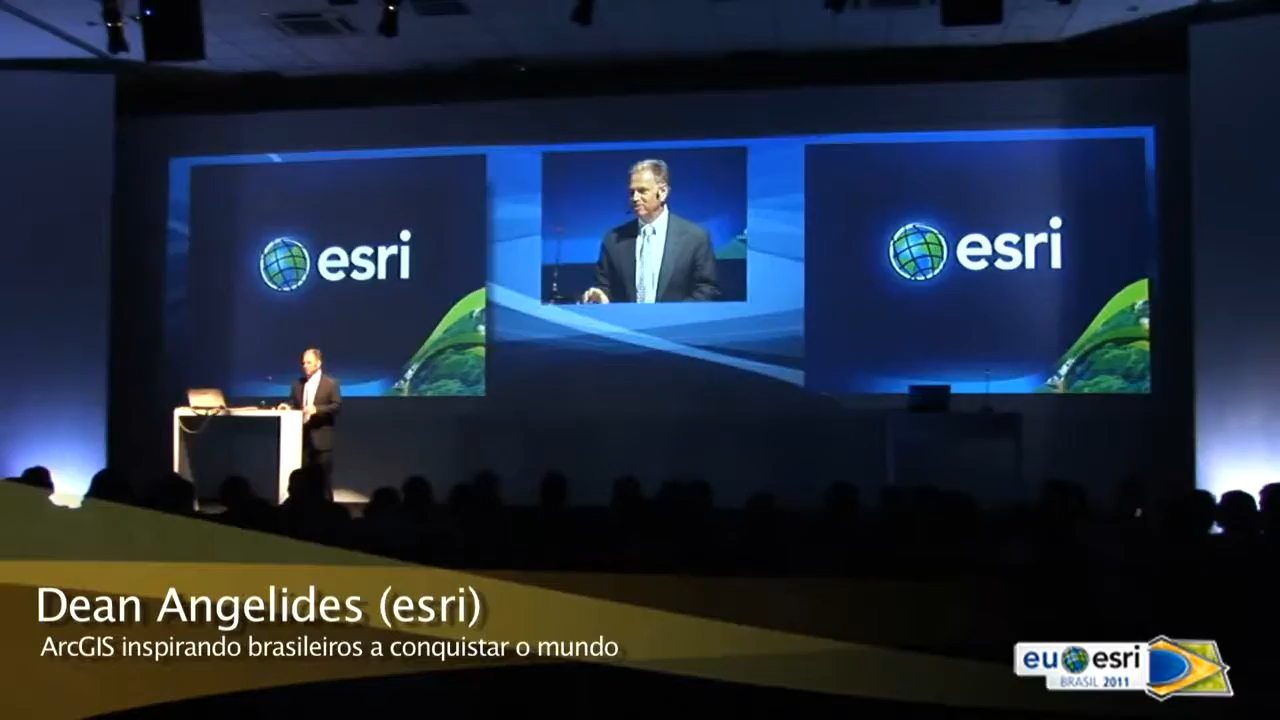 esri
esri
Dean Angelides (esri)
ArcGIS inspirando brasileiros a conquistar o mundo
eu esri
BRASIL 2011